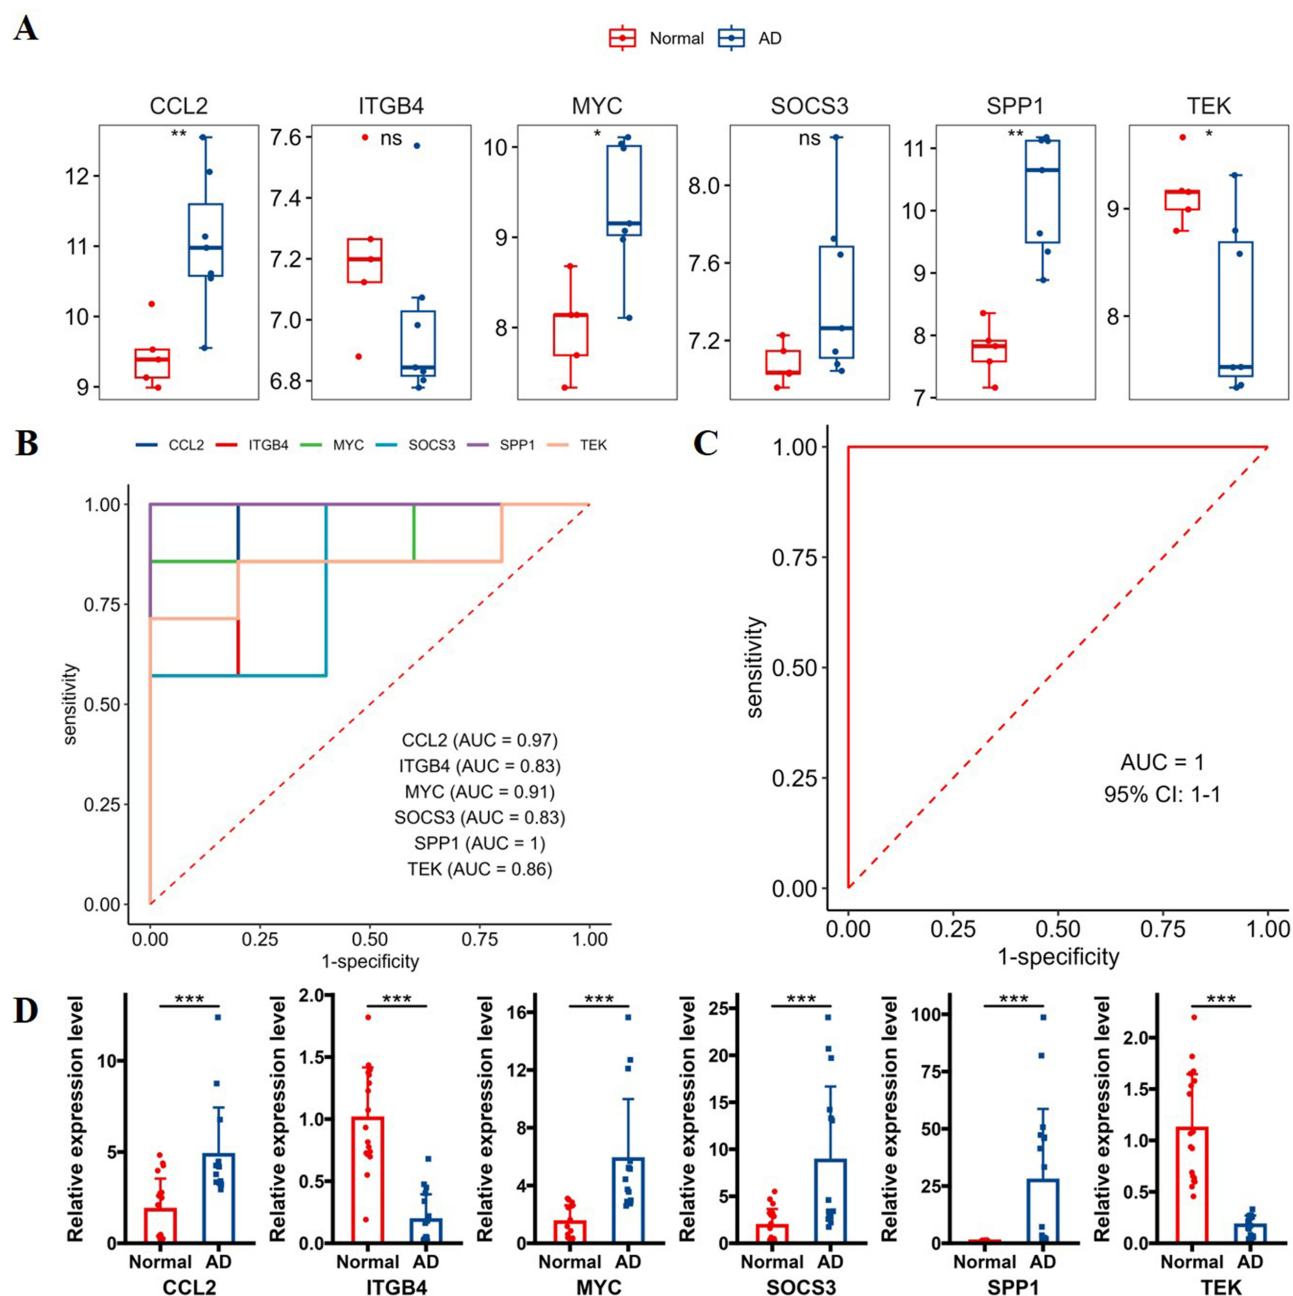 A
Normal AD
CCL2 ITGB4 MYC SOCS3 SPP1 TEK
** ns * ns ** *
12
11
10
9
7.6
7.4
7.2
7.0
6.8
10
9
8
8.0
7.6
7.2
11
10
9
8
7
9
8
B
CCL2 ITGB4 MYC SOCS3 SPP1 TEK
1.00
0.75
0.50
0.25
0.00
sensitivity
CCL2 (AUC = 0.97)
ITGB4 (AUC = 0.83)
MYC (AUC = 0.91)
SOCS3 (AUC = 0.83)
SPP1 (AUC = 1)
TEK (AUC = 0.86)
0.00 0.25 0.50 0.75 1.00
1-specificity
C
1.00
0.75
0.50
0.25
0.00
sensitivity
AUC = 1
95% CI: 1-1
0.00 0.25 0.50 0.75 1.00
1-specificity
D
Relative expression level
***
10
5
0
Normal AD
CCL2
Relative expression level
***
2.0
1.5
1.0
0.5
0.0
Normal AD
ITGB4
Relative expression level
***
16
12
8
4
0
Normal AD
MYC
Relative expression level
***
25
20
15
10
5
0
Normal AD
SOCS3
Relative expression level
***
100
75
50
25
0
Normal AD
SPP1
Relative expression level
***
2.0
1.5
1.0
0.5
0.0
Normal AD
TEK